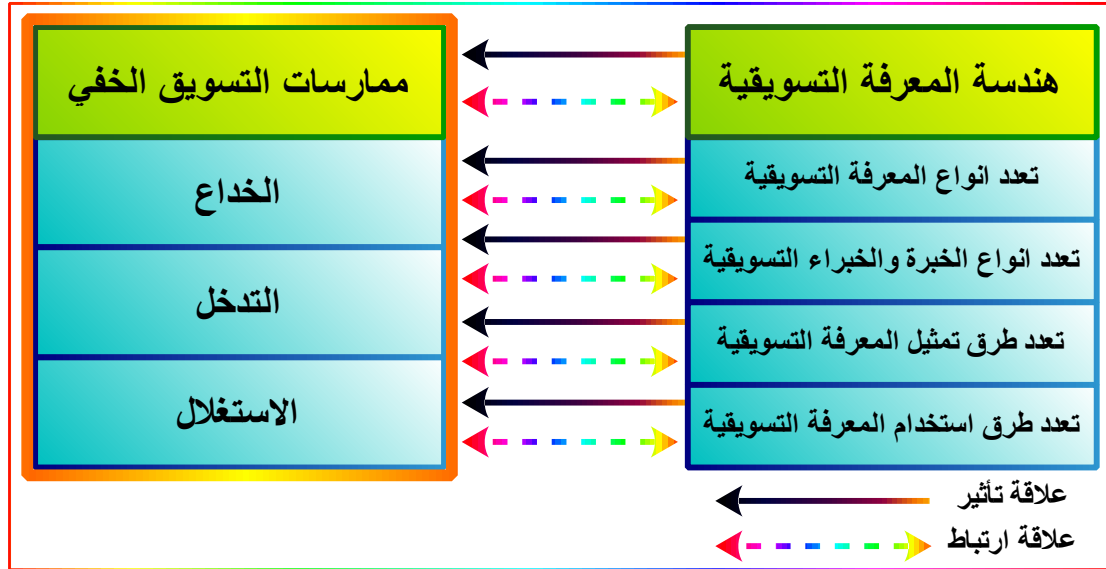 هندسة المعرفة التسويقية
تعدد انواع المعرفة التسويقية
تعدد انواع الخبرة والخبراء التسويقية
تعدد طرق تمثيل المعرفة التسويقية
تعدد طرق استخدام المعرفة التسويقية
ممارسات التسويق الخفي
الخداع
التدخل
الاستغلال
علاقة تأثير
علاقة ارتباط